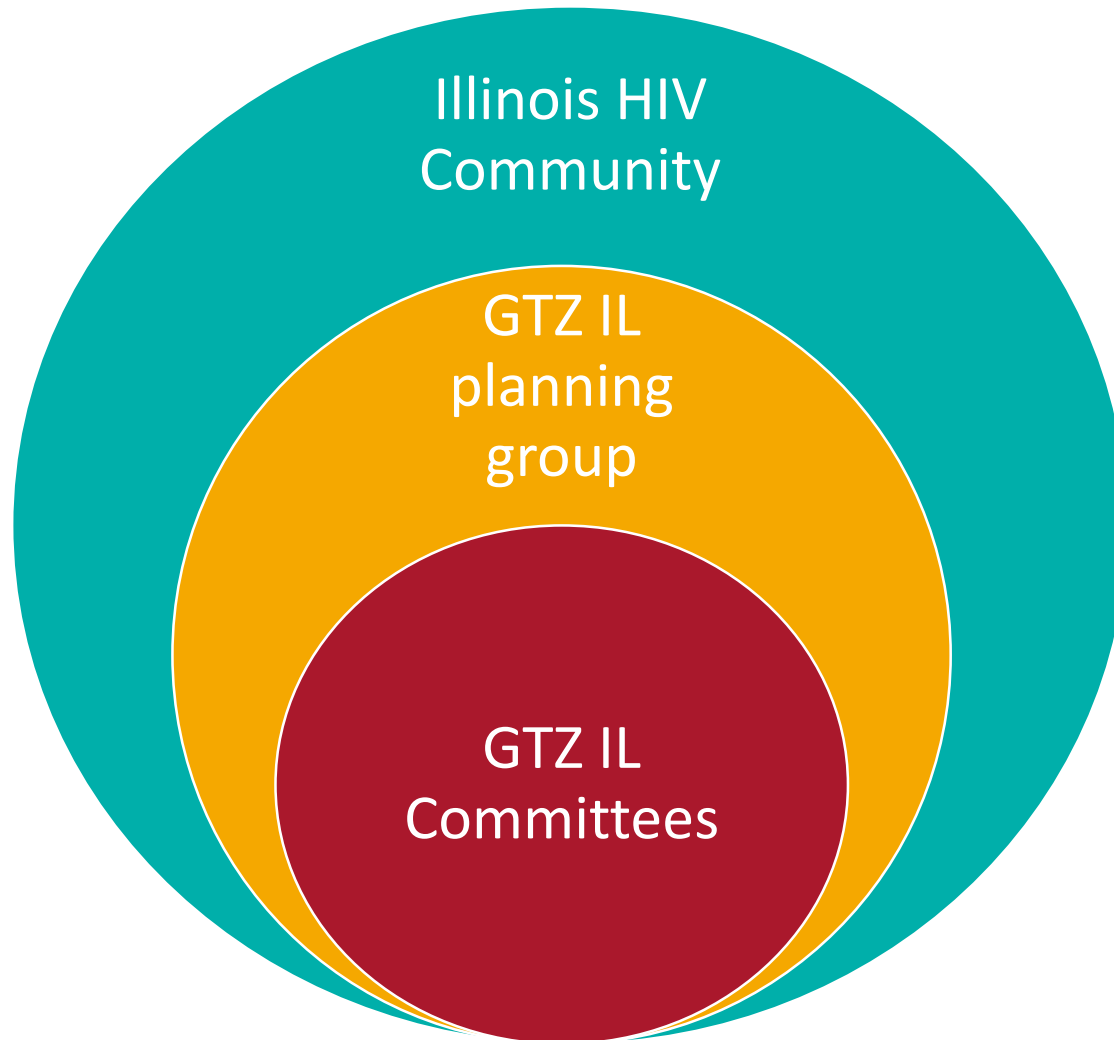 Illinois HIV
Community
GTZ IL
planning
group
GTZ IL
Committees